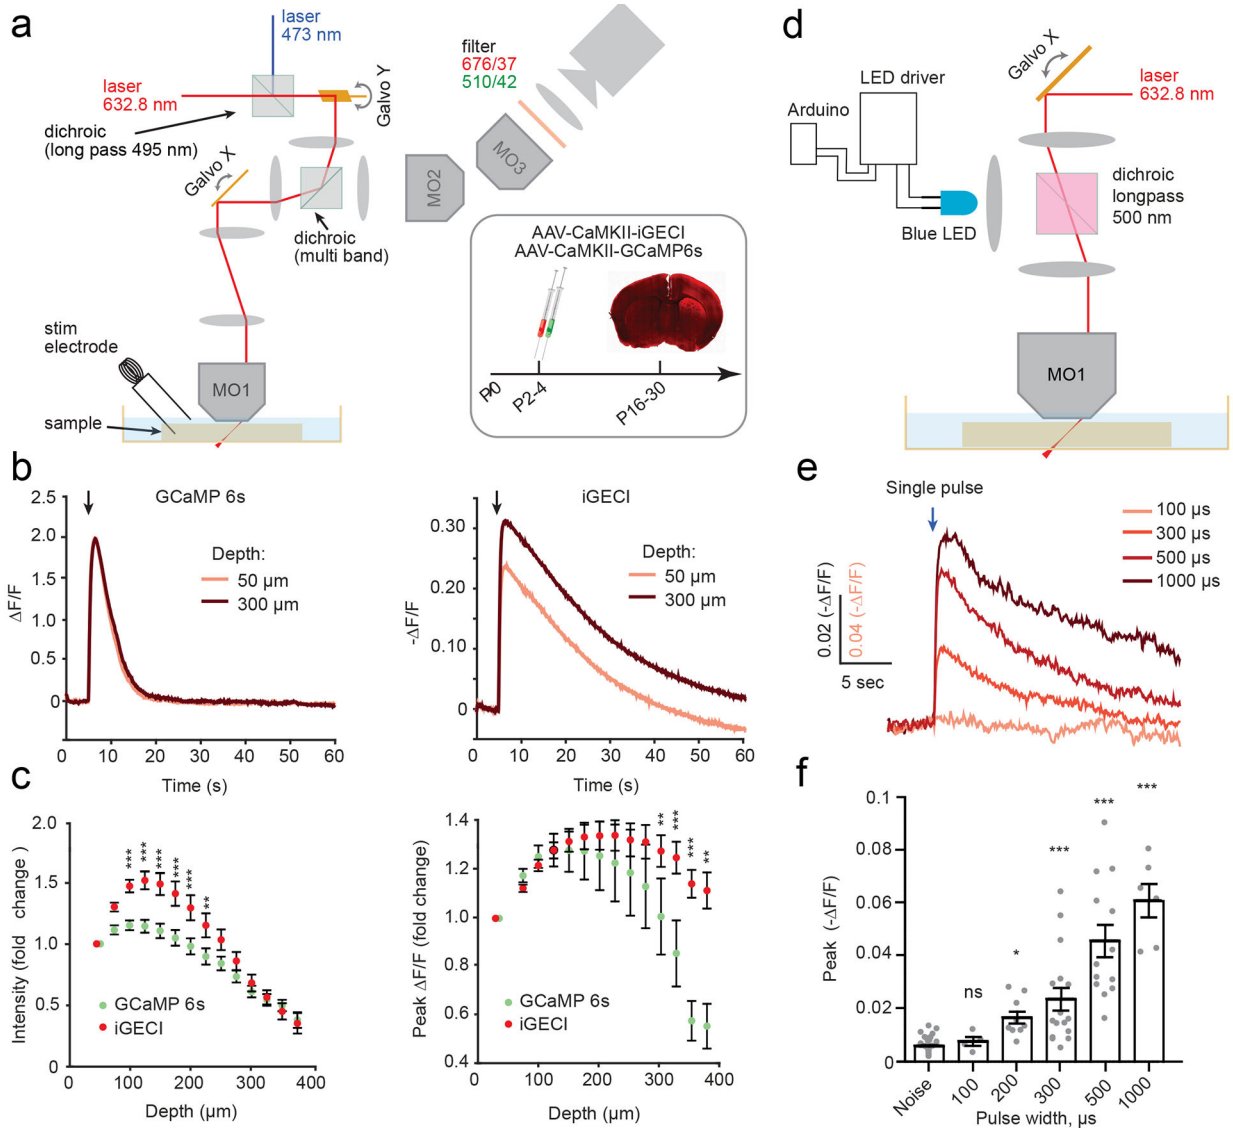 a
laser
473 nm
laser
632.8 nm
dichroic
(long pass 495 nm)
Galvo Y
Galvo X
dichroic
(multi band)
filter
676/37
510/42
MO2
MO3
stim
electrode
MO1
sample
AAV-CaMKII-iGECI
AAV-CaMKII-GCaMP6s
P0
P2-4
P16-30
d
LED driver
Arduino
Blue LED
Galvo X
laser
632.8 nm
dichroic
longpass
500 nm
MO1
b
GCaMP 6s
Depth:
50 µm
300 µm
ΔF/F
2.5
2.0
1.5
1.0
0.5
0
0 10 20 30 40 50 60
Time (s)
iGECI
Depth:
50 µm
300 µm
-ΔF/F
0.30
0.20
0.10
0
0 10 20 30 40 50 60
Time (s)
e
Single pulse
100 µs
300 µs
500 µs
1000 µs
0.02 (-ΔF/F)
0.04 (-ΔF/F)
5 sec
c
Intensity (fold change )
2.0
1.5
1.0
0.5
0
*** *** *** *** *** **
GCaMP 6s
iGECI
0 100 200 300 400
Depth (µm)
Peak ΔF/F (fold change)
1.4
1.2
1.0
0.8
0.6
0.4
** *** *** **
GCaMP 6s
iGECI
0 100 200 300 400
Depth (µm)
f
Peak (-ΔF/F)
0.1
0.08
0.06
0.04
0.02
0
ns * *** *** ***
Noise 100 200 300 500 1000
Pulse width, µs